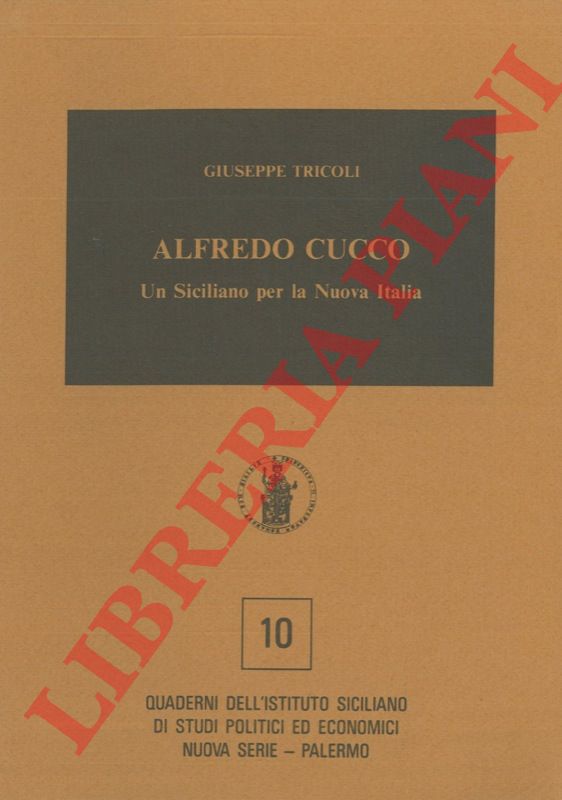 GIUSEPPE TRICOLI
ALFREDO CUCCO
Un Siciliano per la Nuova Italia
10
QUADERNI DELL'ISTITUTO SICILIANO
DI STUDI POLITICI ED ECONOMICI
NUOVA SERIE – PALERMO
LIBRERIA PIANI